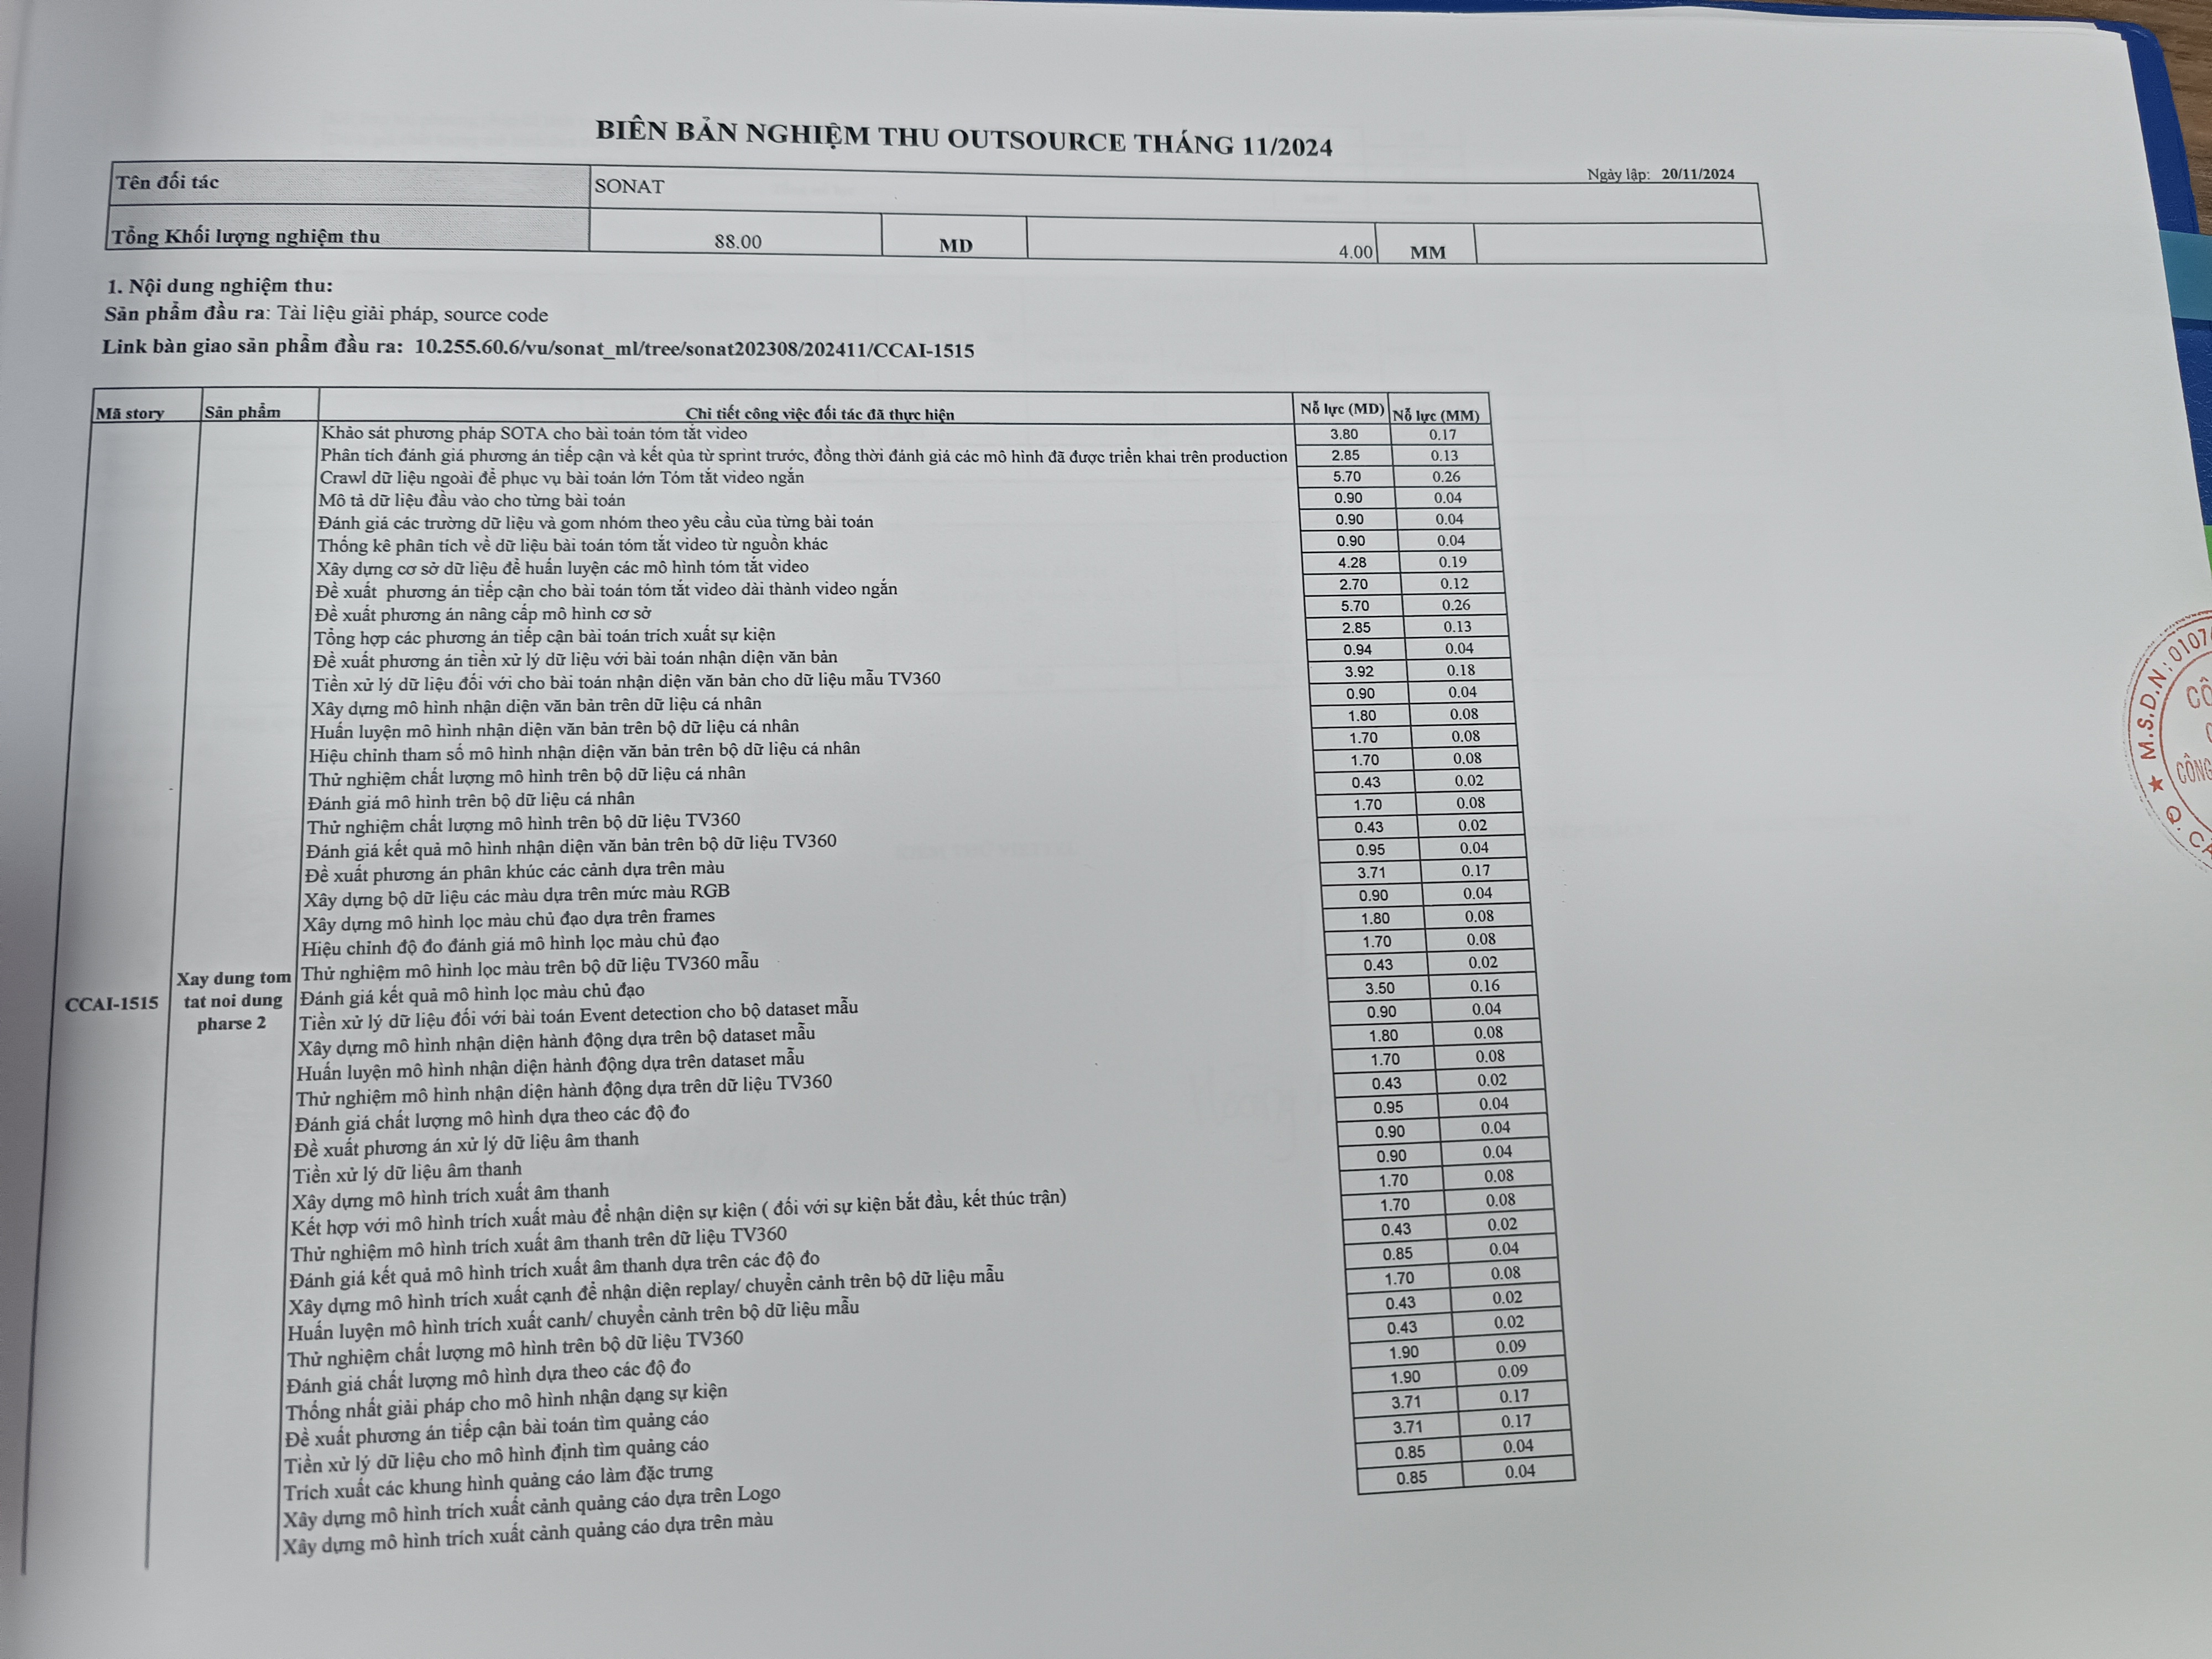 BIÊN BẢN NGHIỆM THU OUTSOURCE THÁNG 11/2024
Ngày lập: 20/11/2024
Tên đối tác SONAT
Tổng Khối lượng nghiệm thu 88.00 MD 4.00 MM
1. Nội dung nghiệm thu:
Sản phẩm đầu ra: Tài liệu giải pháp, source code
Link bàn giao sản phẩm đầu ra: 10.255.60.6/vu/sonat_ml/tree/sonat202308/202411/CCAI-1515
Mã story Sản phẩm Chi tiết công việc đối tác đã thực hiện Nỗ lực (MD) Nỗ lực (MM)
CCAI-1515
Xay dung tom
tat noi dung
pharse 2
Khảo sát phương pháp SOTA cho bài toán tóm tắt video 3.80 0.17
Phân tích đánh giá phương án tiếp cận và kết qủa từ sprint trước, đồng thời đánh giá các mô hình đã được triển khai trên production 2.85 0.13
Crawl dữ liệu ngoài để phục vụ bài toán lớn Tóm tắt video ngắn 5.70 0.26
Mô tả dữ liệu đầu vào cho từng bài toán 0.90 0.04
Đánh giá các trường dữ liệu và gom nhóm theo yêu cầu của từng bài toán 0.90 0.04
Thống kê phân tích về dữ liệu bài toán tóm tắt video từ nguồn khác 0.90 0.04
Xây dựng cơ sở dữ liệu để huấn luyện các mô hình tóm tắt video 4.28 0.19
Đề xuất phương án tiếp cận cho bài toán tóm tắt video dài thành video ngắn 2.70 0.12
Đề xuất phương án nâng cấp mô hình cơ sở 5.70 0.26
Tổng hợp các phương án tiếp cận bài toán trích xuất sự kiện 2.85 0.13
Đề xuất phương án tiền xử lý dữ liệu với bài toán nhận diện văn bản 0.94 0.04
Tiền xử lý dữ liệu đối với cho bài toán nhận diện văn bản cho dữ liệu mẫu TV360 3.92 0.18
Xây dựng mô hình nhận diện văn bản trên dữ liệu cá nhân 0.90 0.04
Huấn luyện mô hình nhận diện văn bản trên bộ dữ liệu cá nhân 1.80 0.08
Hiệu chỉnh tham số mô hình nhận diện văn bản trên bộ dữ liệu cá nhân 1.70 0.08
Thử nghiệm chất lượng mô hình trên bộ dữ liệu cá nhân 1.70 0.08
Đánh giá mô hình trên bộ dữ liệu cá nhân 0.43 0.02
Thử nghiệm chất lượng mô hình trên bộ dữ liệu TV360 1.70 0.08
Đánh giá kết quả mô hình nhận diện văn bản trên bộ dữ liệu TV360 0.43 0.02
Đề xuất phương án phân khúc các cảnh dựa trên màu 0.95 0.04
Xây dựng bộ dữ liệu các màu dựa trên mức màu RGB 3.71 0.17
Xây dựng mô hình lọc màu chủ đạo dựa trên frames 0.90 0.04
Hiệu chỉnh độ đo đánh giá mô hình lọc màu chủ đạo 1.80 0.08
Thử nghiệm mô hình lọc màu trên bộ dữ liệu TV360 mẫu 1.70 0.08
Đánh giá kết quả mô hình lọc màu chủ đạo 0.43 0.02
Tiền xử lý dữ liệu đối với bài toán Event detection cho bộ dataset mẫu 3.50 0.16
Xây dựng mô hình nhận diện hành động dựa trên bộ dataset mẫu 0.90 0.04
Huấn luyện mô hình nhận diện hành động dựa trên dataset mẫu 1.80 0.08
Thử nghiệm mô hình nhận diện hành động dựa trên dữ liệu TV360 1.70 0.08
Đánh giá chất lượng mô hình dựa theo các độ đo 0.43 0.02
Đề xuất phương án xử lý dữ liệu âm thanh 0.95 0.04
Tiền xử lý dữ liệu âm thanh 0.90 0.04
Xây dựng mô hình trích xuất âm thanh 0.90 0.04
Kết hợp với mô hình trích xuất màu để nhận diện sự kiện ( đối với sự kiện bắt đầu, kết thúc trận) 1.70 0.08
Thử nghiệm mô hình trích xuất âm thanh trên dữ liệu TV360 1.70 0.08
Đánh giá kết quả mô hình trích xuất âm thanh dựa trên các độ đo 0.43 0.02
Xây dựng mô hình trích xuất cạnh để nhận diện replay/ chuyển cảnh trên bộ dữ liệu mẫu 0.85 0.04
Huấn luyện mô hình trích xuất canh/ chuyển cảnh trên bộ dữ liệu mẫu 1.70 0.08
Thử nghiệm chất lượng mô hình trên bộ dữ liệu TV360 0.43 0.02
Đánh giá chất lượng mô hình dựa theo các độ đo 0.43 0.02
Thống nhất giải pháp cho mô hình nhận dạng sự kiện 1.90 0.09
Đề xuất phương án tiếp cận bài toán tìm quảng cáo 1.90 0.09
Tiền xử lý dữ liệu cho mô hình định tìm quảng cáo 3.71 0.17
Trích xuất các khung hình quảng cáo làm đặc trưng 3.71 0.17
Xây dựng mô hình trích xuất cảnh quảng cáo dựa trên Logo 0.85 0.04
Xây dựng mô hình trích xuất cảnh quảng cáo dựa trên màu 0.85 0.04
★ M.S.D.N: 0107